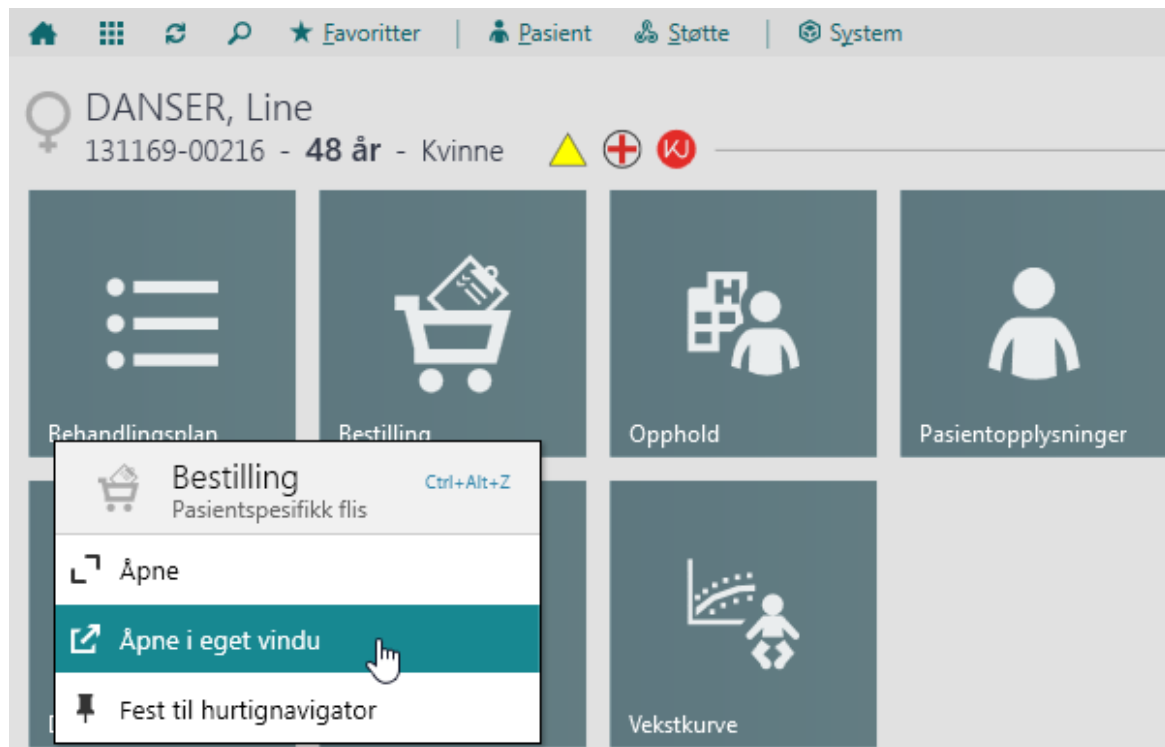 Favoritter Pasient Støtte System
DANSER, Line
131169-00216 - 48 år - Kvinne
KJ
Behandlingsplan Bestilling Opphold Pasientopplysninger
Bestilling Ctrl+Alt+Z
Pasientspesifikk flis
Åpne
Åpne i eget vindu
Fest til hurtignavigator
Vekstkurve